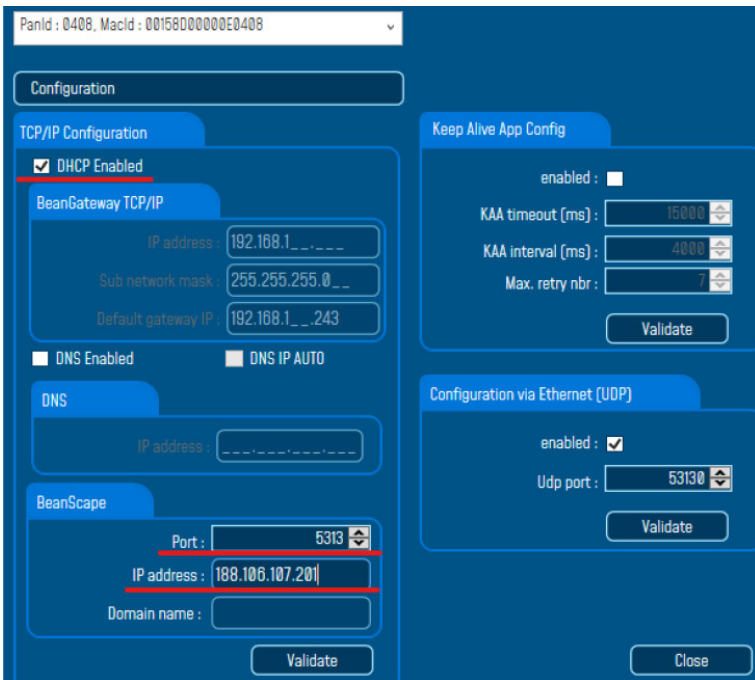 PanId : 0408, MacId : 00158D00000E0408
Configuration
TCP/IP Configuration
DHCP Enabled
BeanGateway TCP/IP
IP address : 192.168.1__.___
Sub network mask : 255.255.255.0__
Default gateway IP : 192.168.1__.243
DNS Enabled DNS IP AUTO
DNS
IP address : ___.___.___.___
BeanScape
Port : 5313
IP address : 188.106.107.201
Domain name :
Validate
Keep Alive App Config
enabled :
KAA timeout (ms) : 15000
KAA interval (ms) : 4000
Max. retry nbr : 7
Validate
Configuration via Ethernet (UDP)
enabled :
Udp port : 53130
Validate
Close